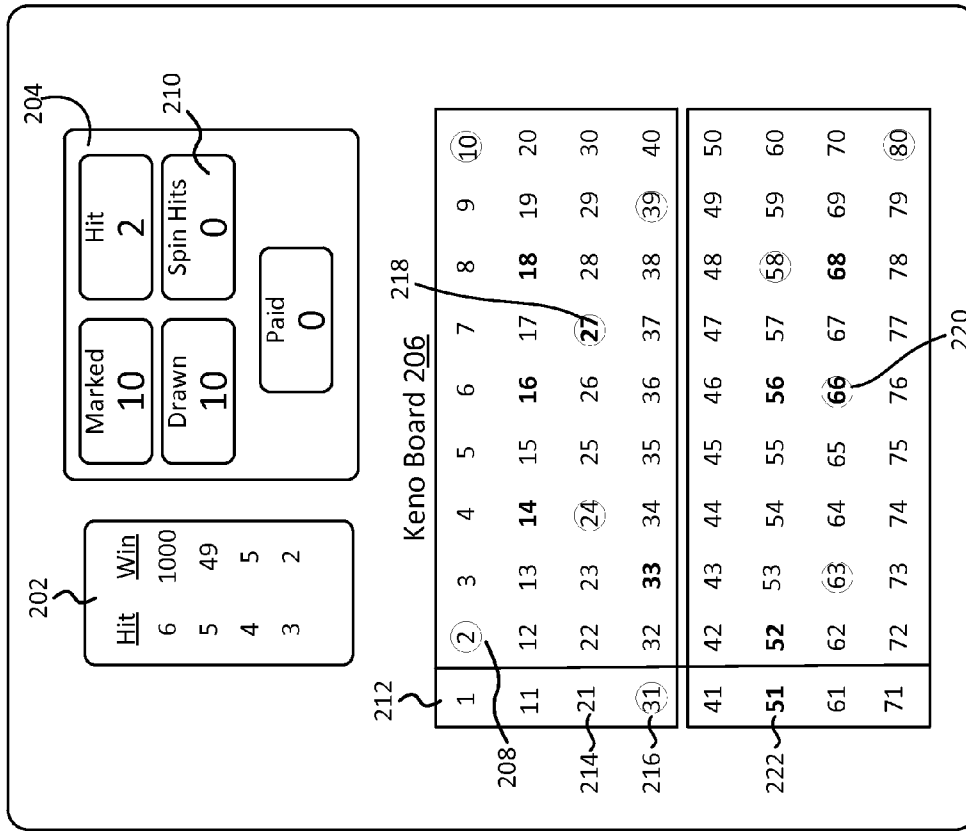 202
Hit Win
6 1000
5 49
4 5
3 2
204
Marked
10
Hit
2
Drawn
10
Spin Hits
0
210
Paid
0
Keno Board 206
218
212
1 2 3 4 5 6 7 8 9 10
11 12 13 14 15 16 17 18 19 20
21 22 23 24 25 26 27 28 29 30
31 32 33 34 35 36 37 38 39 40
208
214
216
41 42 43 44 45 46 47 48 49 50
51 52 53 54 55 56 57 58 59 60
61 62 63 64 65 66 67 68 69 70
71 72 73 74 75 76 77 78 79 80
222
220